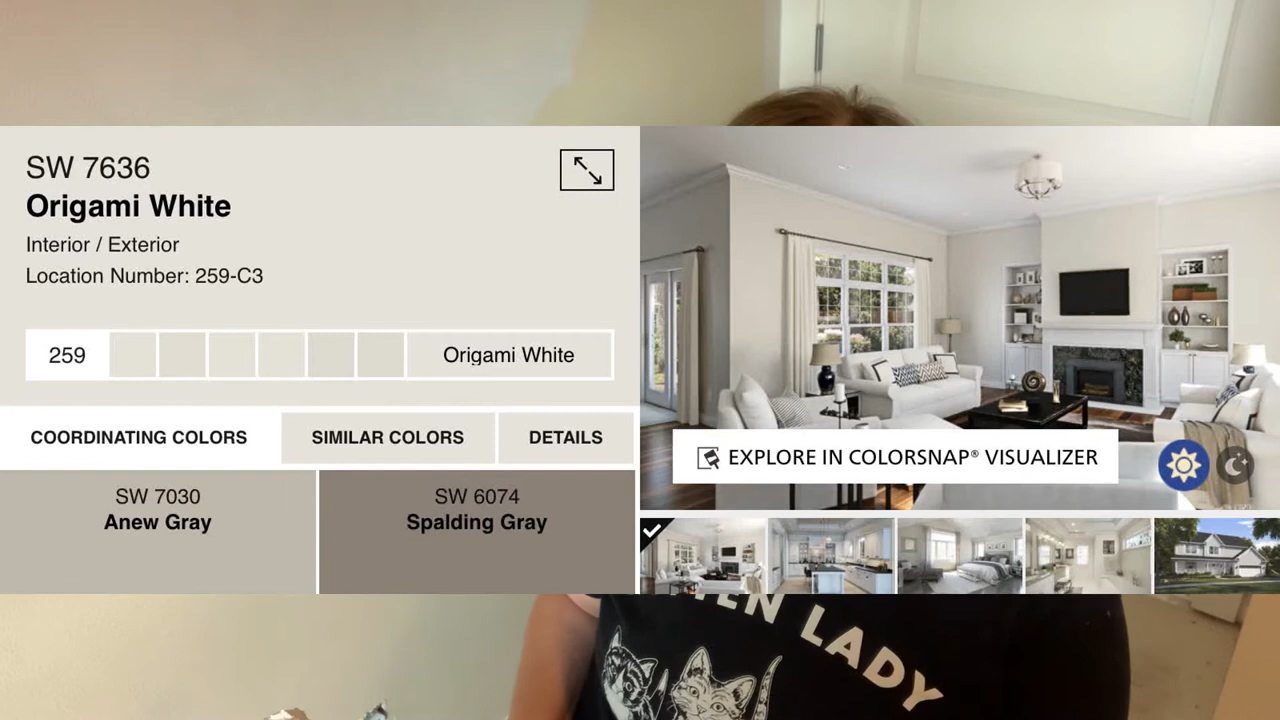 SW 7636
Origami White
Interior / Exterior
Location Number: 259-C3
259
Origami White
COORDINATING COLORS
SIMILAR COLORS
DETAILS
SW 7030
Anew Gray
SW 6074
Spalding Gray
EXPLORE IN COLORSNAP® VISUALIZER
LADY